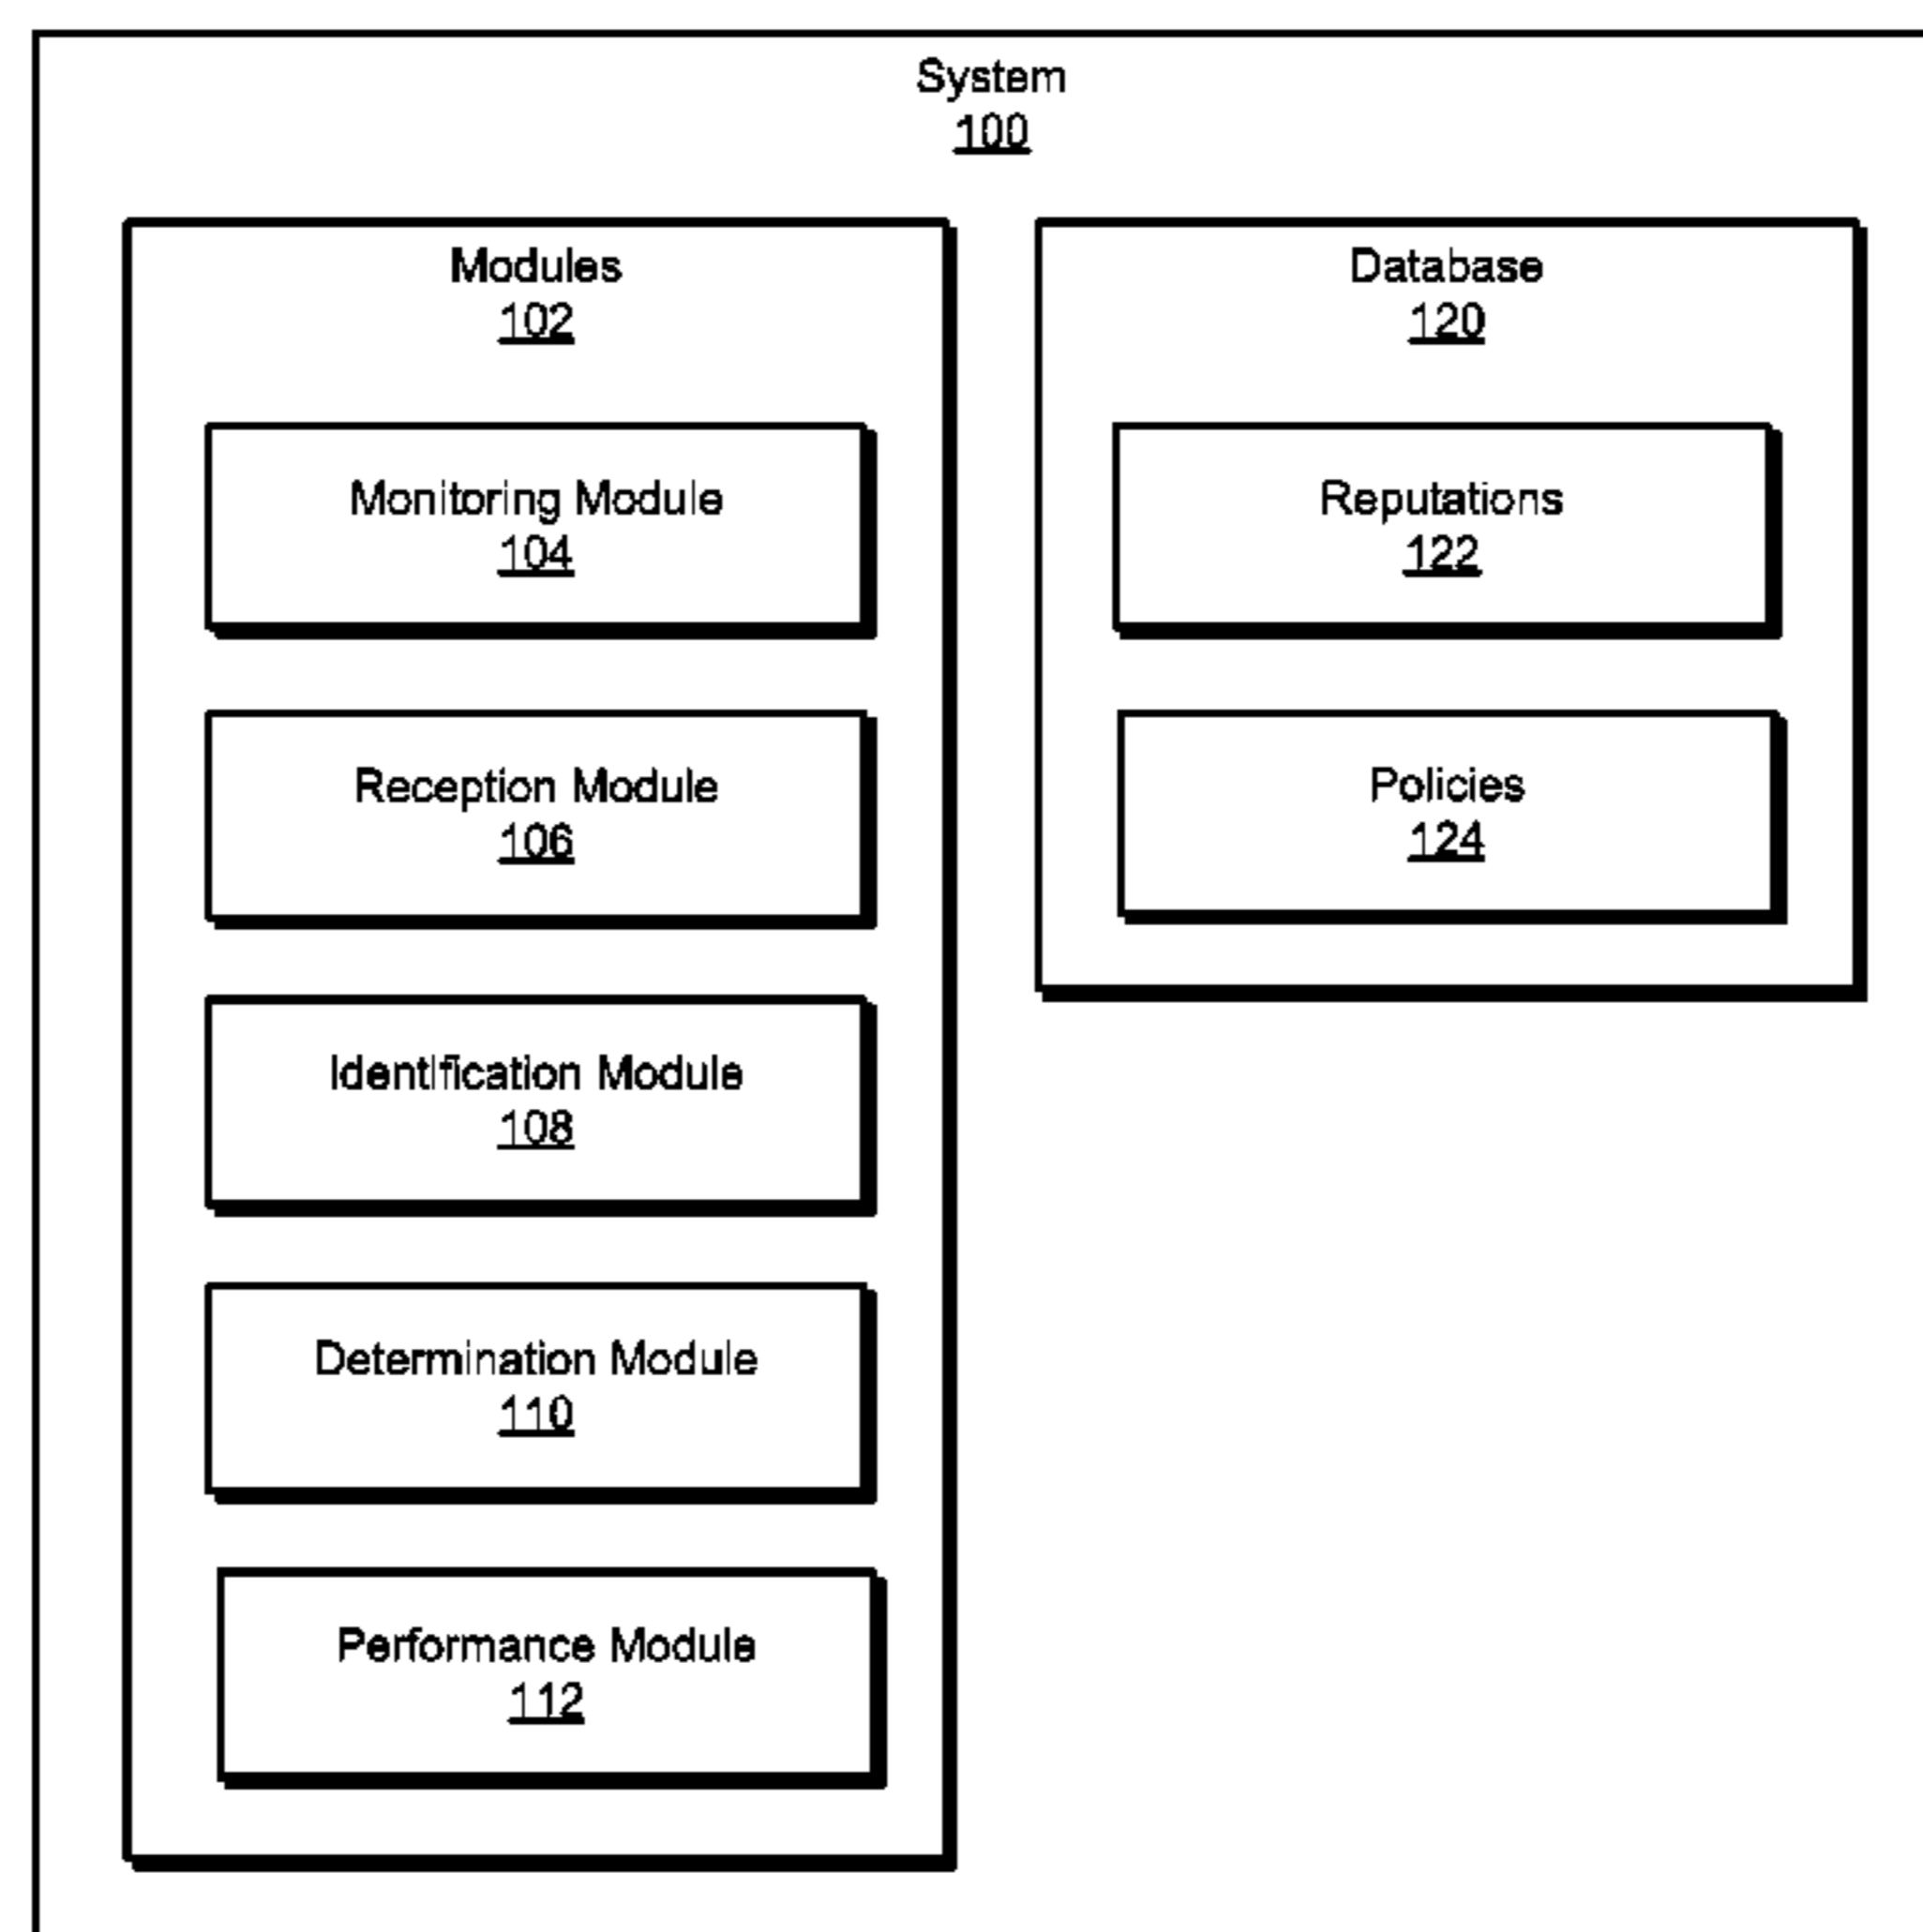 System
100
Modules
102
Monitoring Module
104
Reception Module
106
Identification Module
108
Determination Module
110
Performance Module
112
Database
120
Reputations
122
Policies
124